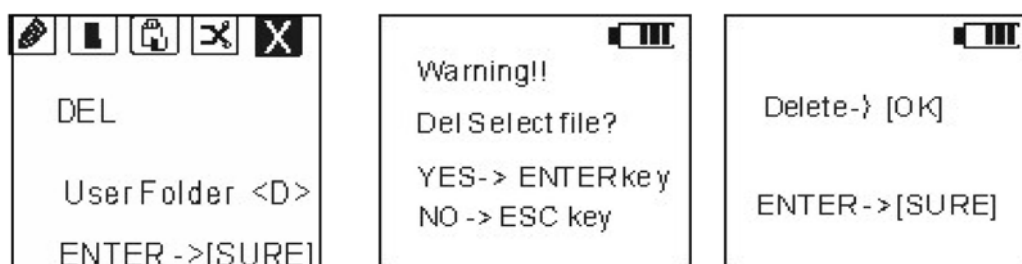 DEL
User Folder <D>
ENTER ->[SURE]
Warning!!
Del Select file?
YES-> ENTER key
NO -> ESC key
Delete-} [OK]
ENTER->[SURE]